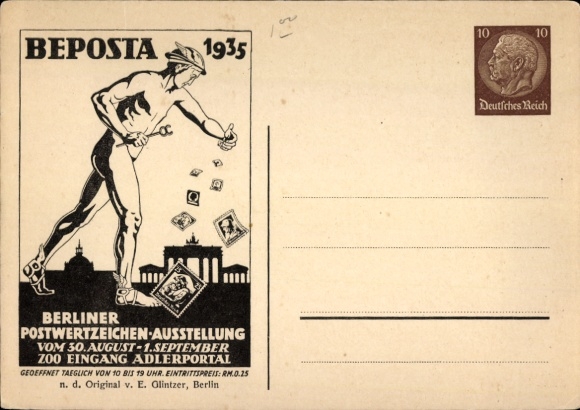 BEPOSTA 1935
BERLINER
POSTWERTZEICHEN-AUSSTELLUNG
VOM 30. AUGUST - 1. SEPTEMBER
ZOO EINGANG ADLERPORTAL
GEOEFFNET TAEGLICH VON 10 BIS 19 UHR. EINTRITTSPREIS: RM. 0.25
n. d. Original v. E. Glintzer, Berlin
10 10
Deutsches Reich